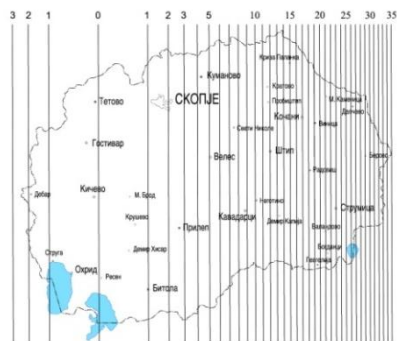 3 2 1 0 1 2 3 5 10 15 20 25 30 35
Крива Паланка
Куманово
Кратово
Тетово
СКОПЈЕ
Пробиштип
М. Каменица
Делчево
Кочани
Виница
Свети Николе
Гостивар
Штип
Велес
Берово
Радовиш
Кичево
Дебар
М. Брод
Неготино
Струмица
Кавадарци
Крушево
Демир Капија
Прилеп
Валандово
Струга
Демир Хисар
Богданци
Гевгелија
Охрид
Ресен
Битола